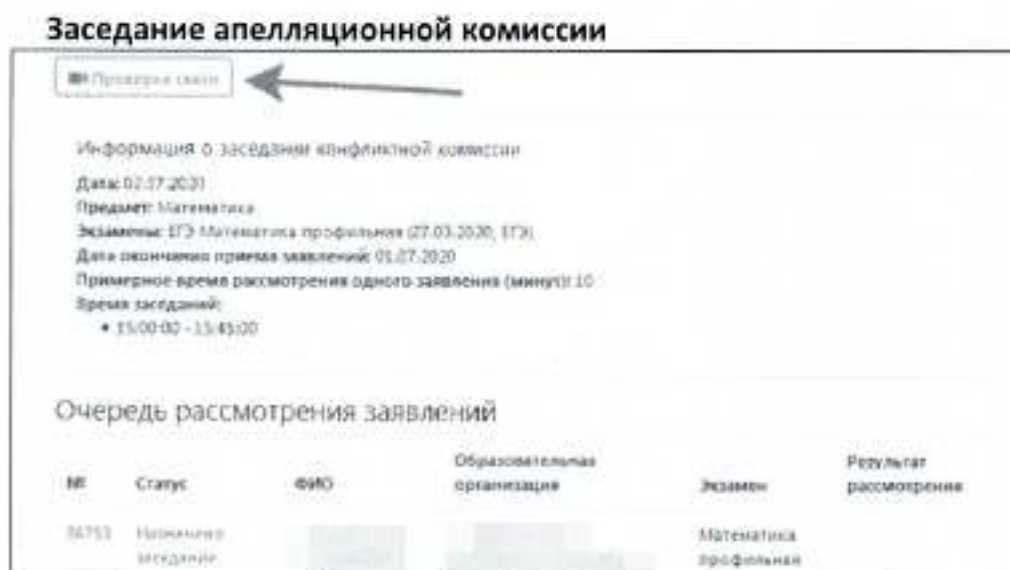 Заседание апелляционной комиссии
Проверка связи
Информация о заседании конфликтной комиссии
Дата: 02.07.2020
Предмет: Математика
Экзамены: ЕГЭ Математика профильная (27.03.2020, ЕГЭ)
Дата окончания приема заявлений: 01.07.2020
Примерное время рассмотрения одного заявления (минут): 10
Время заседаний:
• 15:00:00 - 15:45:00
Очередь рассмотрения заявлений
№ Статус ФИО Образовательная организация Экзамен Результат рассмотрения
36753 Назначено заседание Математика профильная